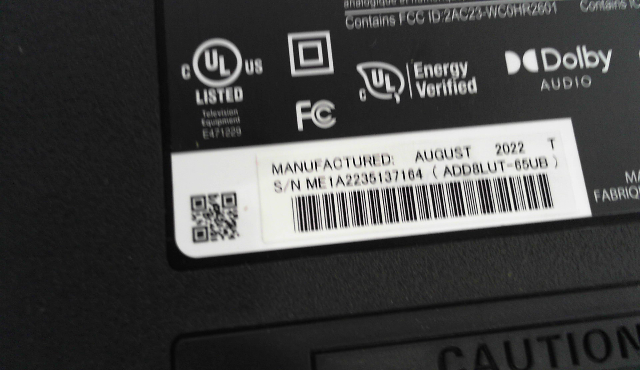 Contains FCC ID:2AC23-WC0HR2601
Contains IC
c UL US
LISTED
Television
Equipment
E471229
FC
c UL Energy
Verified
Dolby
AUDIO
MANUFACTURED: AUGUST 2022 T
S/N ME1A2235137164 ( ADD8LUT-65UB )
MA
FABRIQ
CAUTION